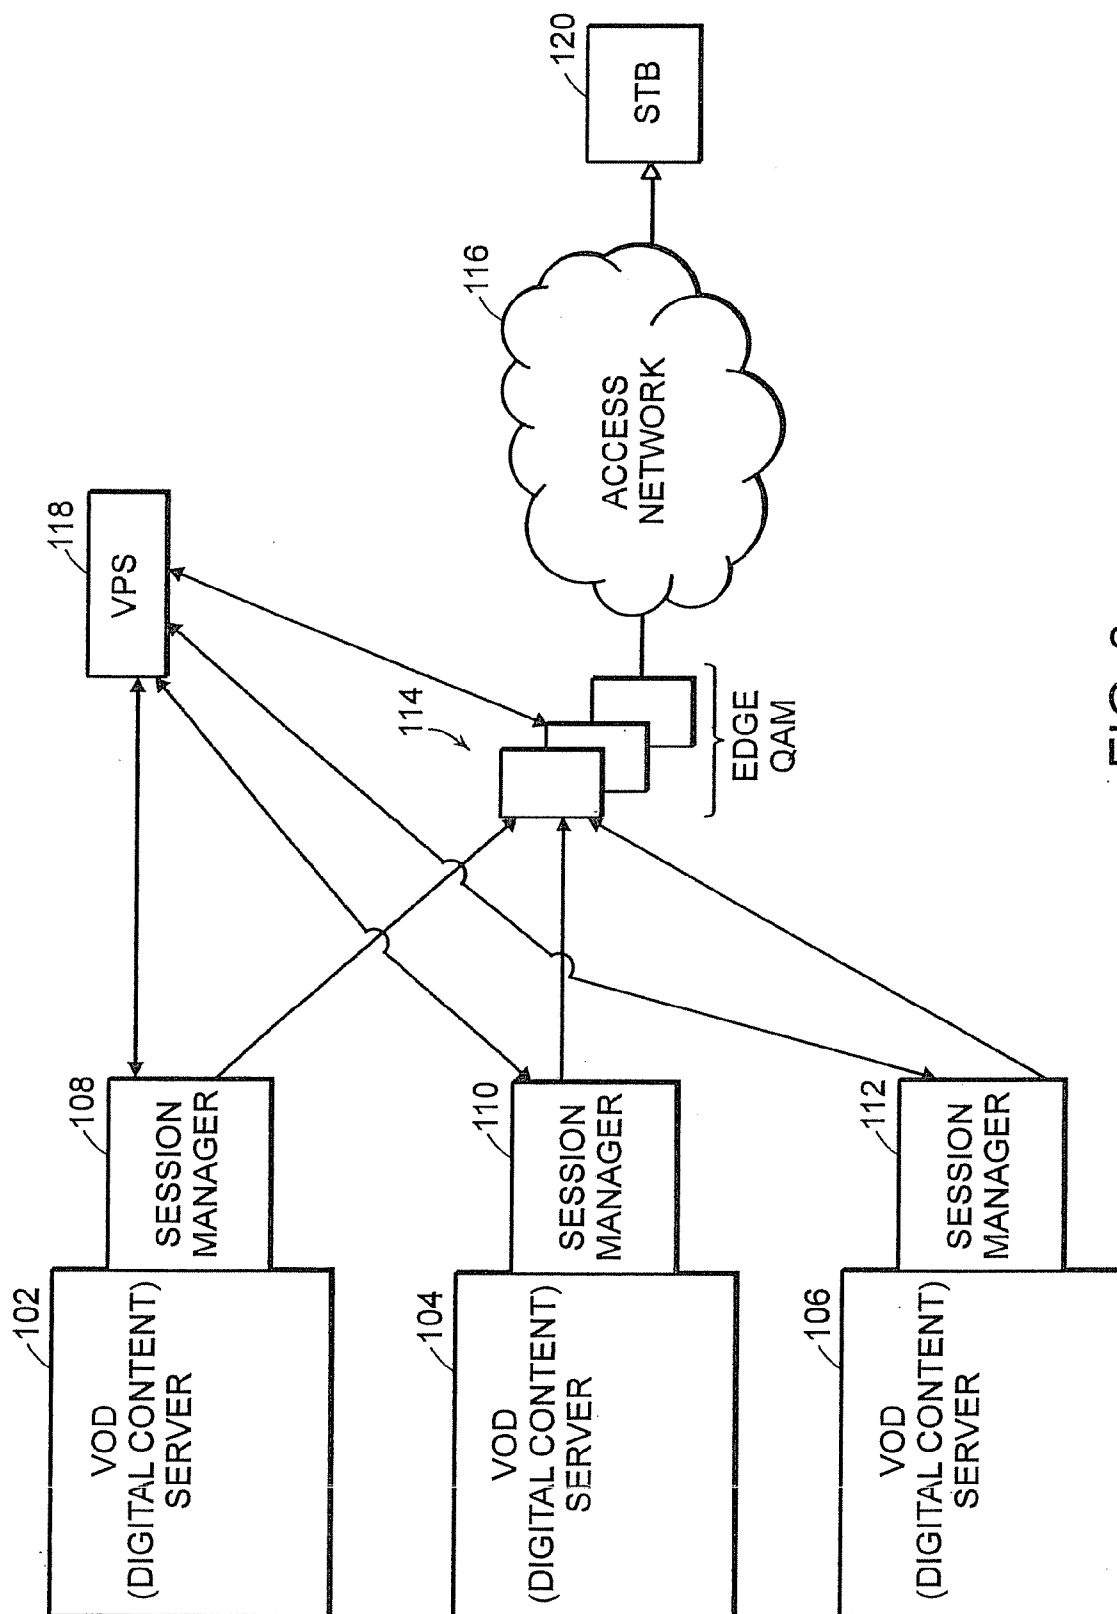 102
VOD
(DIGITAL CONTENT)
SERVER
108
SESSION
MANAGER
118
VPS
104
VOD
(DIGITAL CONTENT)
SERVER
110
SESSION
MANAGER
114
EDGE
QAM
116
ACCESS
NETWORK
120
STB
106
VOD
(DIGITAL CONTENT)
SERVER
112
SESSION
MANAGER
FIG.